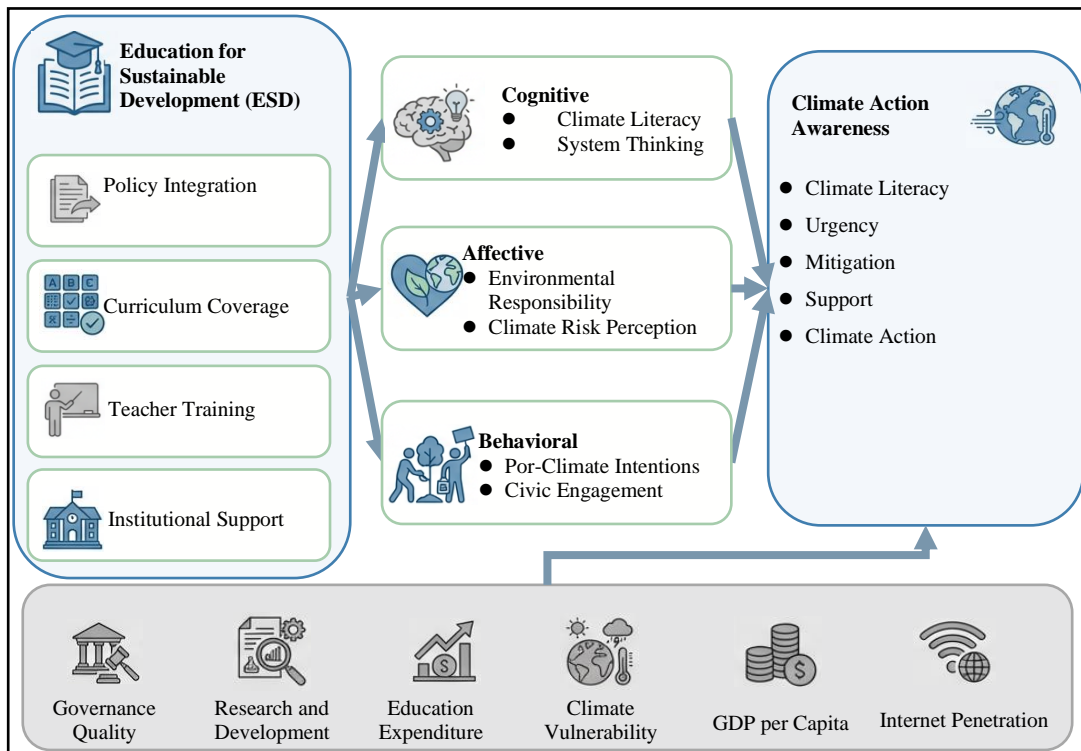 Education for
Sustainable
Development (ESD)
Policy Integration
A B C
Curriculum Coverage
Teacher Training
Institutional Support
Cognitive
● Climate Literacy
● System Thinking
Affective
● Environmental
Responsibility
● Climate Risk Perception
Behavioral
● Por-Climate Intentions
● Civic Engagement
Climate Action
Awareness
● Climate Literacy
● Urgency
● Mitigation
● Support
● Climate Action
$
$
Governance
Quality
Research and
Development
Education
Expenditure
Climate
Vulnerability
GDP per Capita
Internet Penetration